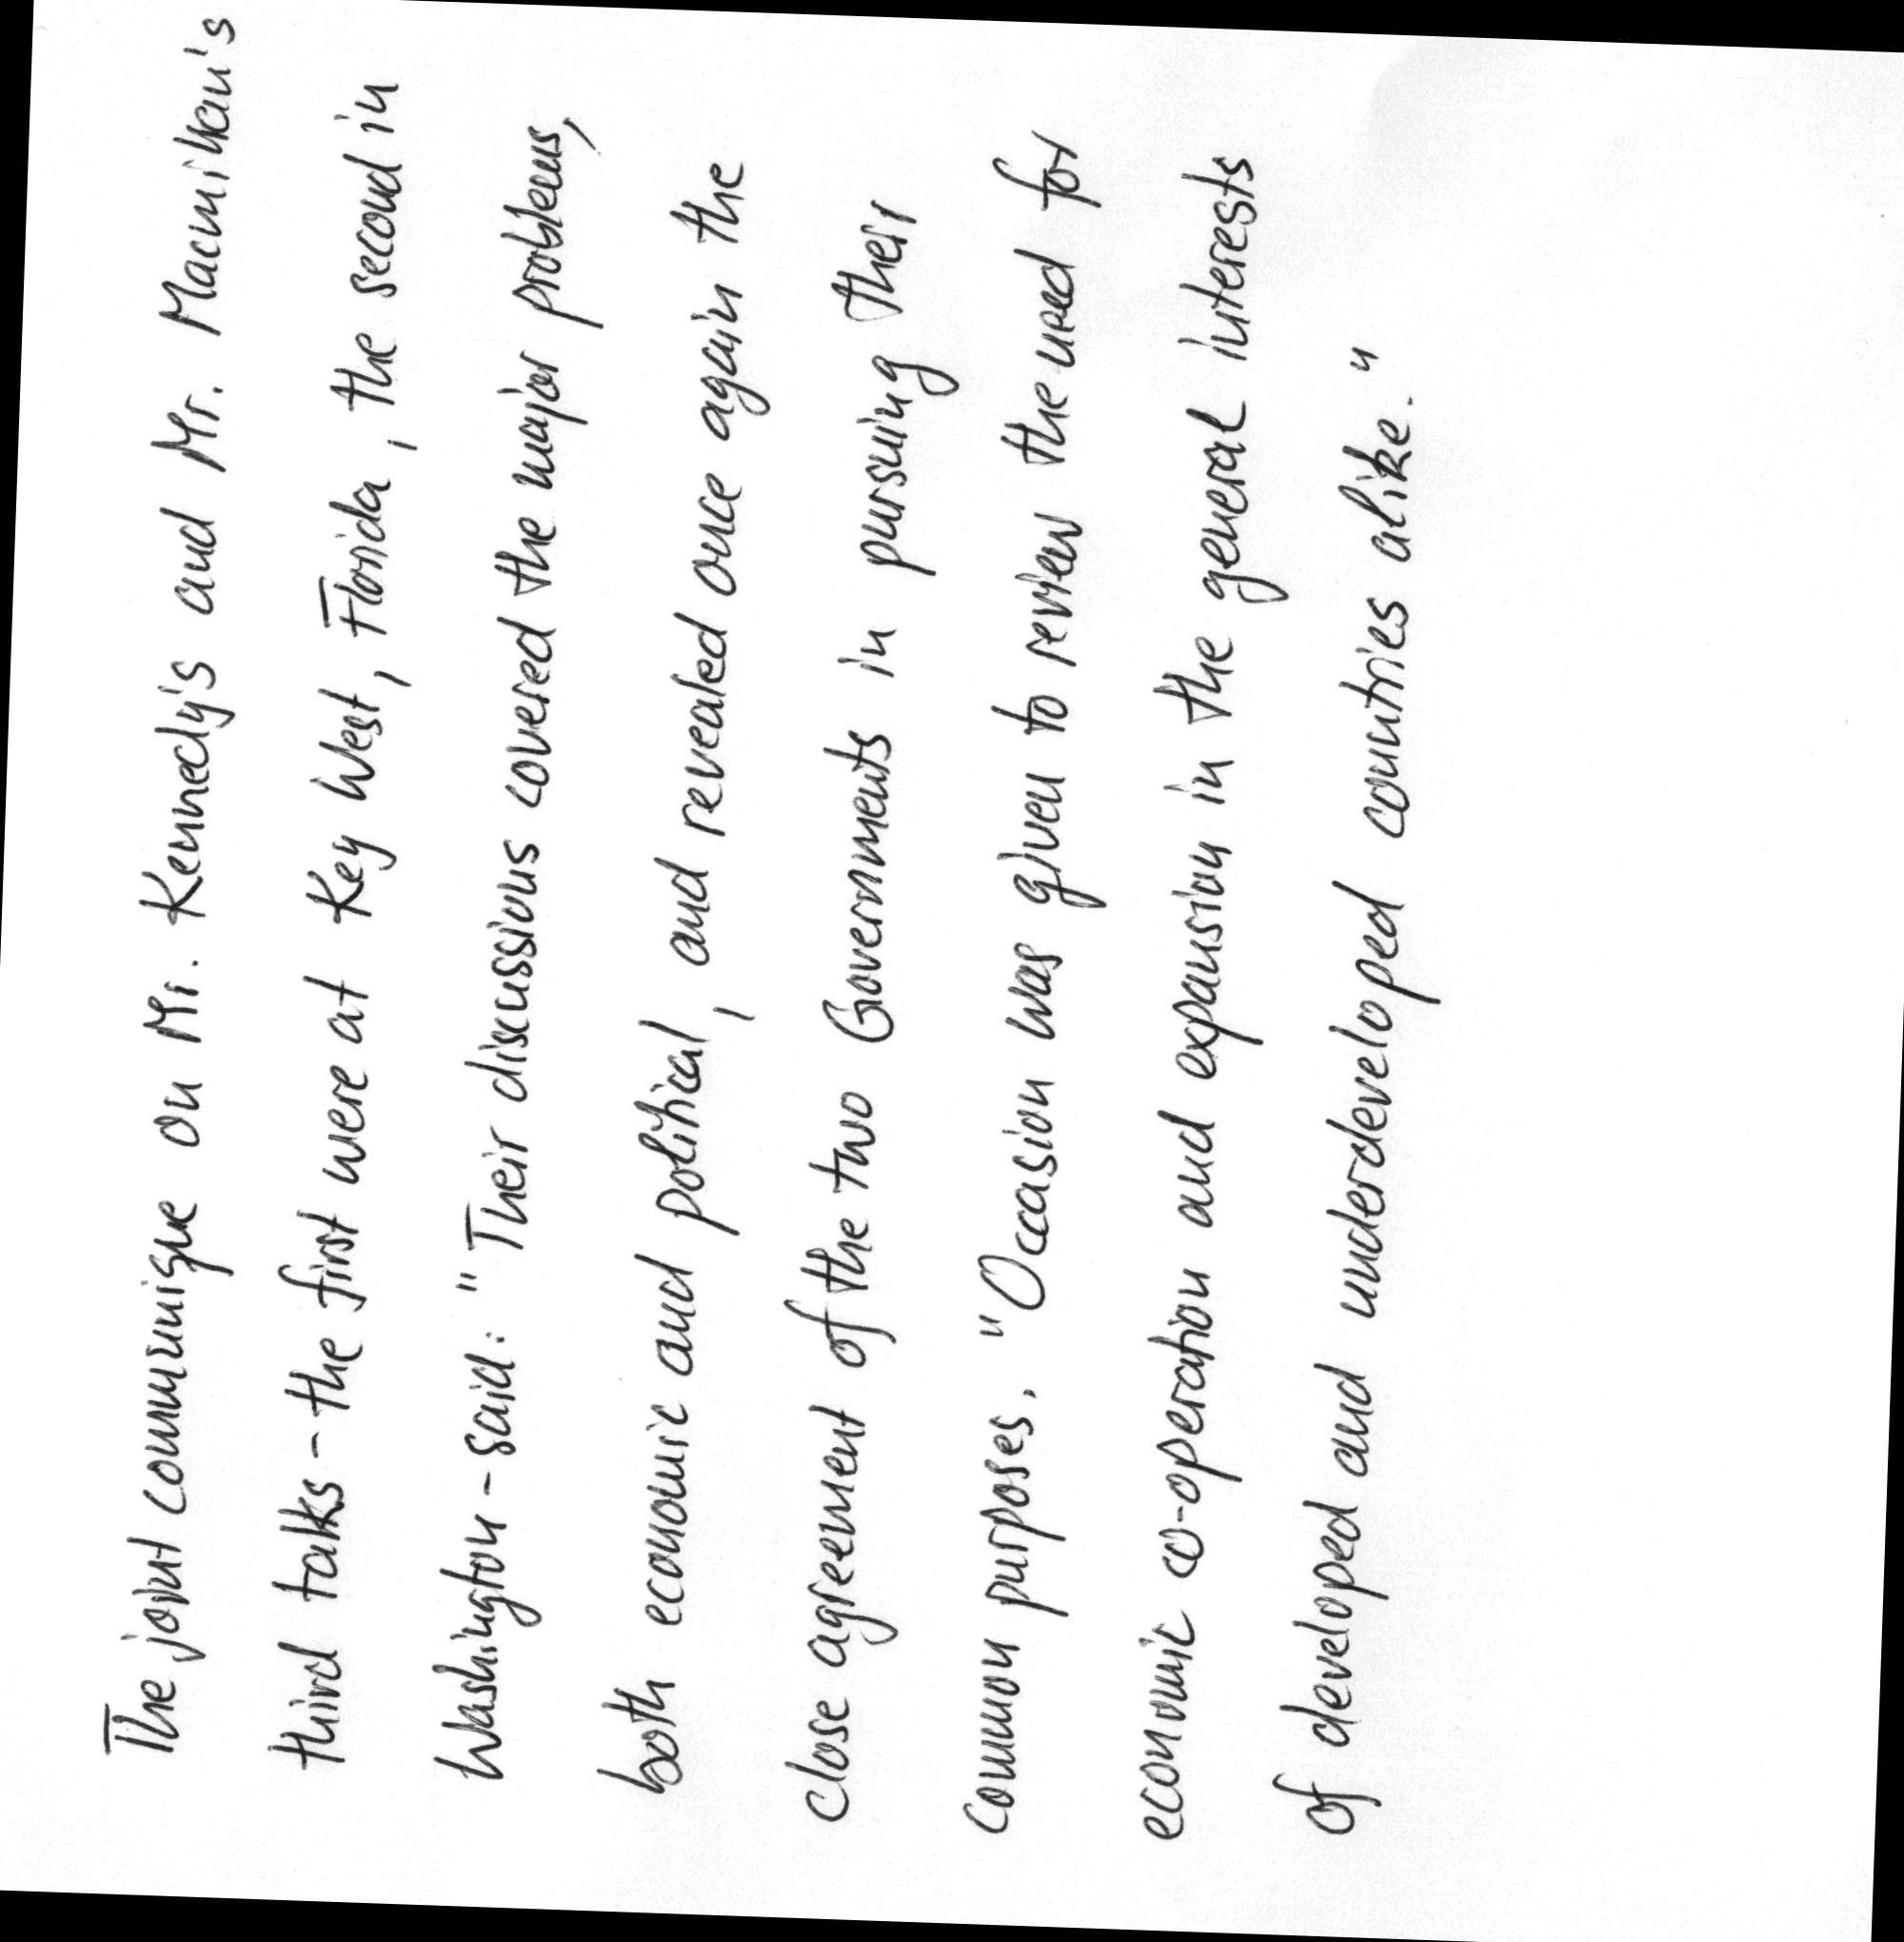 The joint communique on Mr. Kennedy's and Mr. Macmillan's
third talks - the first were at Key West, Florida, the second in
Washington - said: "Their discussions covered the major problems,
both economic and political, and revealed once again the
close agreement of the two Governments in pursuing their
common purposes. "Occasion was given to review the need for
economic co-operation and expansion in the general interests
of developed and underdeveloped countries alike."